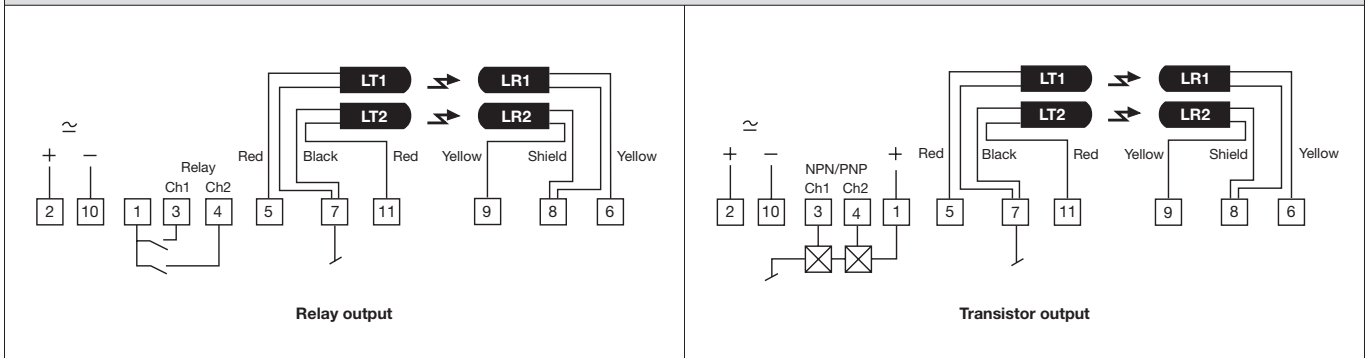 LT1 LR1
LT2 LR2
≃
+ −
Red Black Red Yellow Shield Yellow
Relay
Ch1 Ch2
2 10 1 3 4 5 7 11 9 8 6
Relay output
LT1 LR1
LT2 LR2
≃
+ − +
Red Black Red Yellow Shield Yellow
NPN/PNP
Ch1 Ch2
2 10 3 4 1 5 7 11 9 8 6
Transistor output